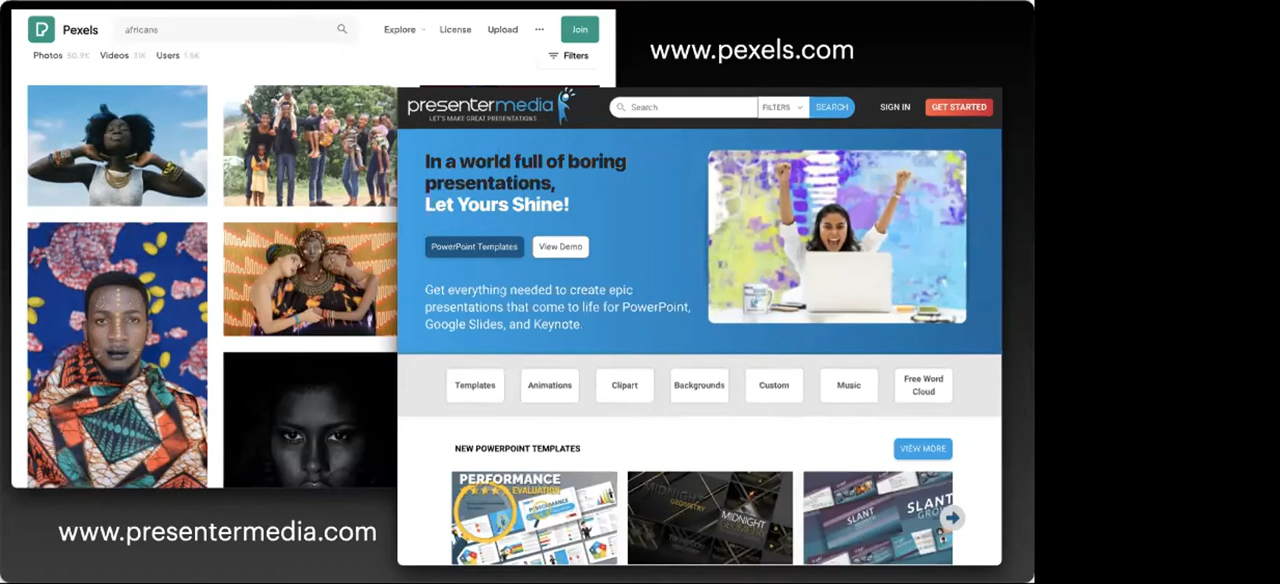 Pexels
africans
Explore
License
Upload
Join
Photos 50.9K Videos 11K Users 1.5K
Filters
www.pexels.com
presentermedia
LET'S MAKE GREAT PRESENTATIONS
Search
FILTERS
SEARCH
SIGN IN
GET STARTED
In a world full of boring
presentations,
Let Yours Shine!
PowerPoint Templates
View Demo
Get everything needed to create epic
presentations that come to life for PowerPoint,
Google Slides, and Keynote.
Templates
Animations
Clipart
Backgrounds
Custom
Music
Free Word
Cloud
NEW POWERPOINT TEMPLATES
VIEW MORE
PERFORMANCE
EVALUATION
MIDNIGHT
GEOMETRY
MIDNIGHT
SLANT
SLANT
www.presentermedia.com